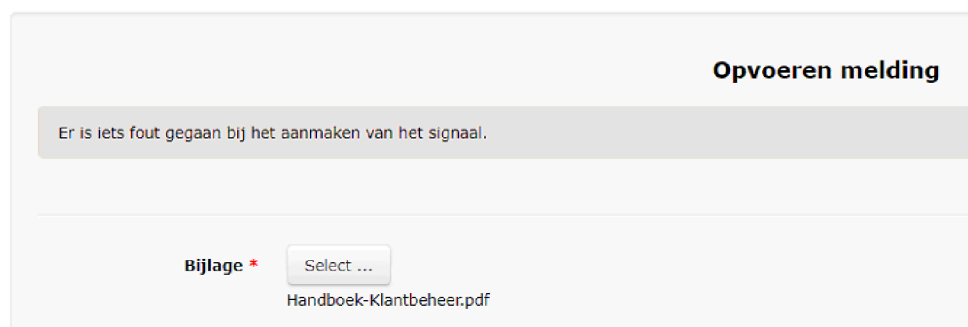 Opvoeren melding
Er is iets fout gegaan bij het aanmaken van het signaal.
Bijlage * Select ...
Handboek-Klantbeheer.pdf